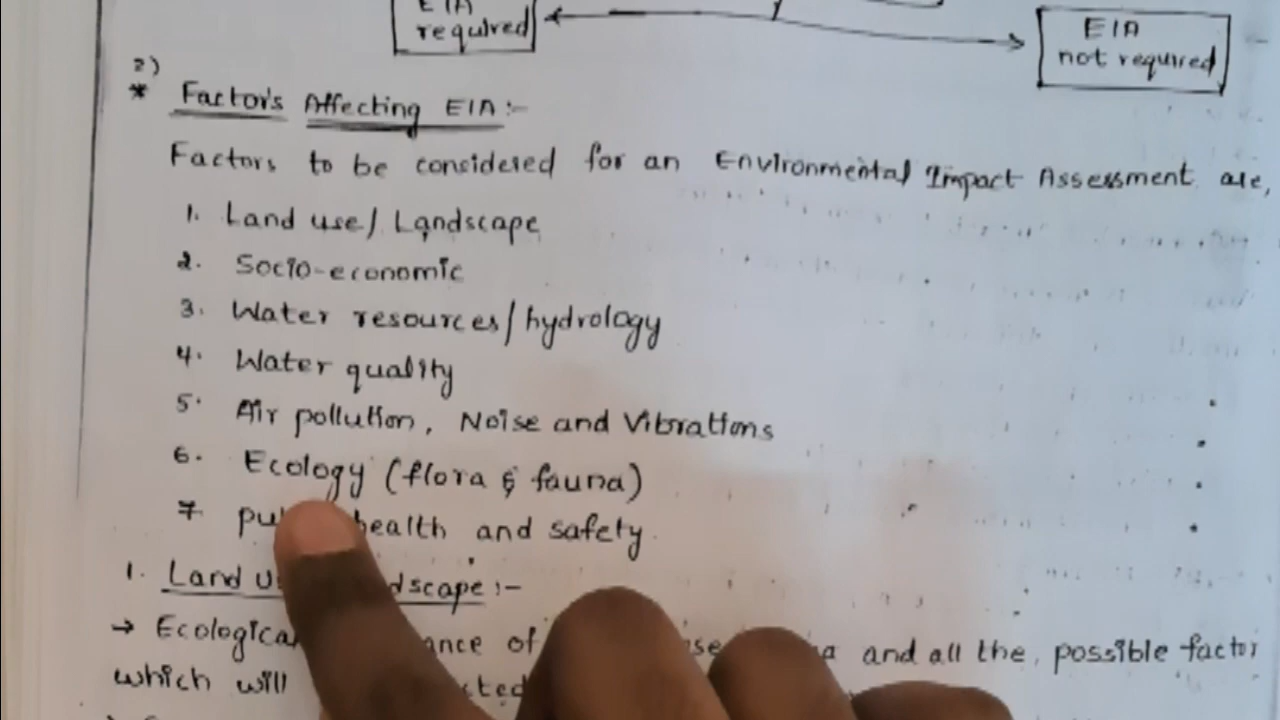 EIA
required
EIA
not required
2)
* Factors Affecting EIA :-
Factors to be considered for an Environmental Impact Assessment are,
1. Land use / Landscape
2. Socio-economic
3. Water resources / hydrology
4. Water quality
5. Air pollution, Noise and Vibrations
6. Ecology (flora & fauna)
7 health and safety.
1. Land dscape :-
→ of and all the, possible factor
which will